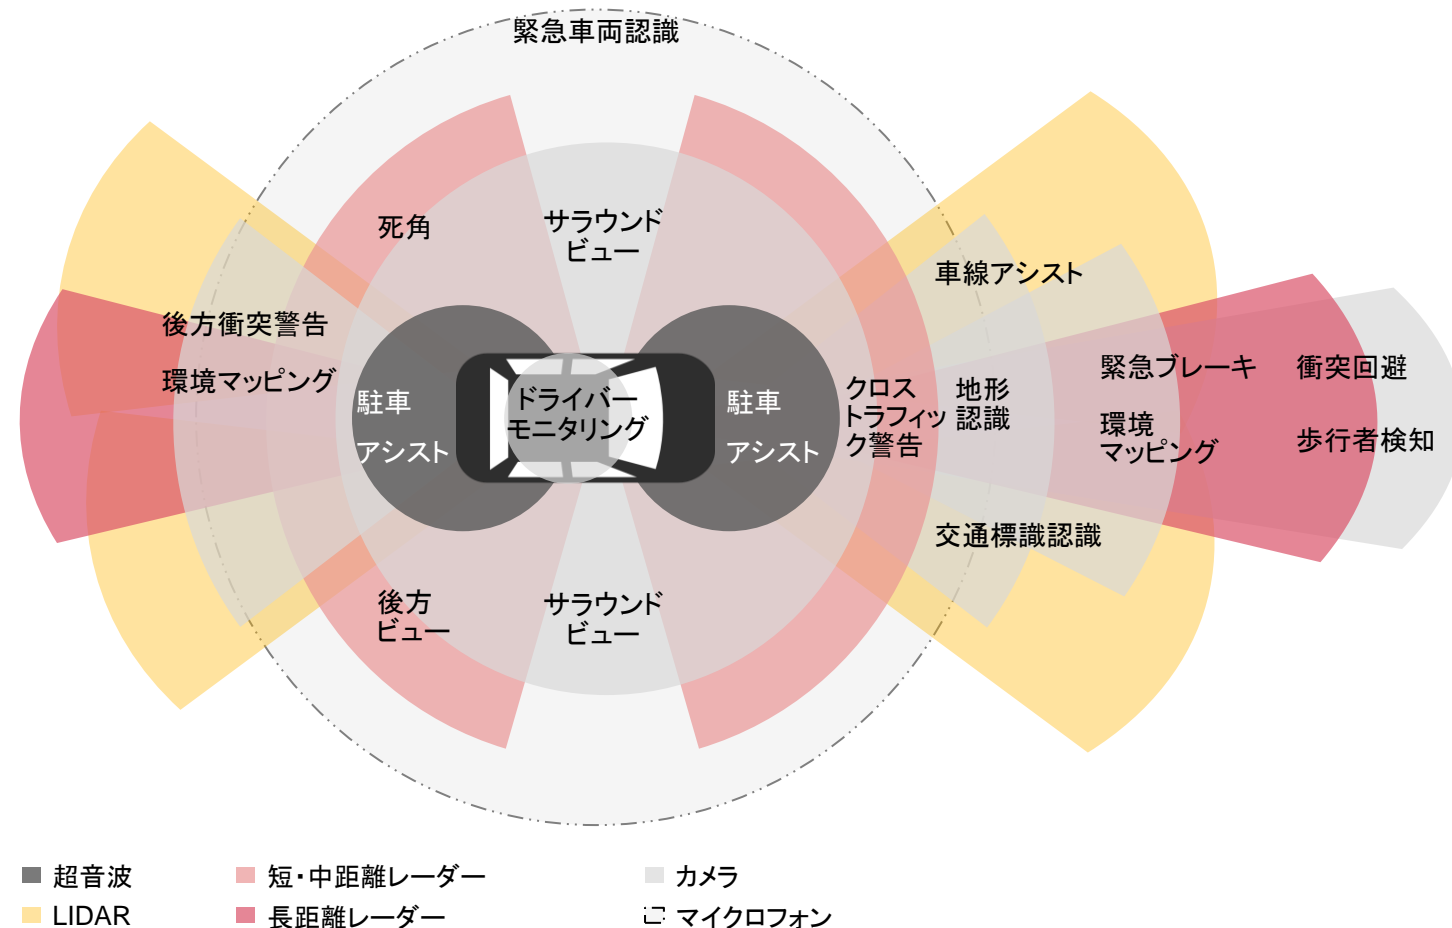 緊急車両認識
死角
サラウンド
ビュー
車線アシスト
後方衝突警告
環境マッピング
駐車
アシスト
ドライバー
モニタリング
駐車
アシスト
クロス
トラフィッ
ク警告
地形
認識
緊急ブレーキ
環境
マッピング
衝突回避
歩行者検知
交通標識認識
後方
ビュー
サラウンド
ビュー
超音波
短・中距離レーダー
カメラ
LIDAR
長距離レーダー
マイクロフォン